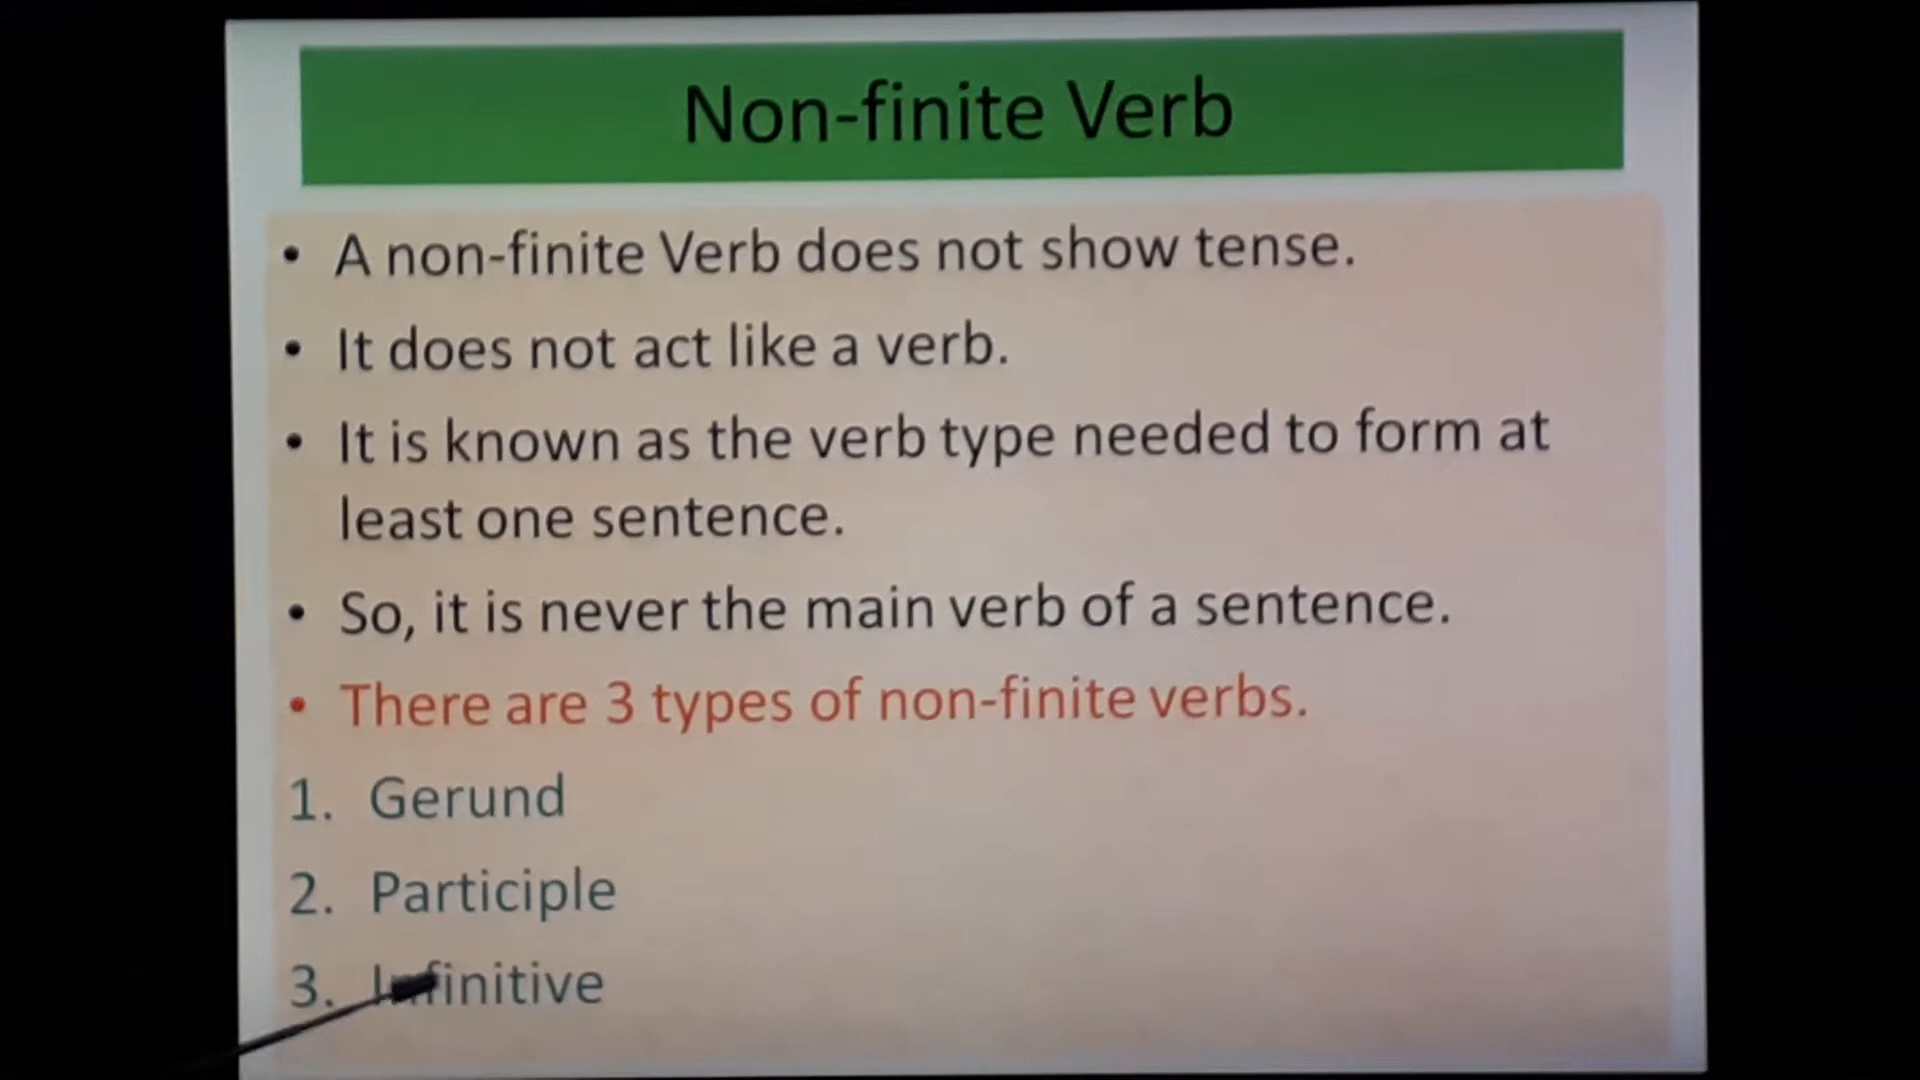 Non-finite Verb
• A non-finite Verb does not show tense.
• It does not act like a verb.
• It is known as the verb type needed to form at
least one sentence.
• So, it is never the main verb of a sentence.
• There are 3 types of non-finite verbs.
1. Gerund
2. Participle
3. Infinitive